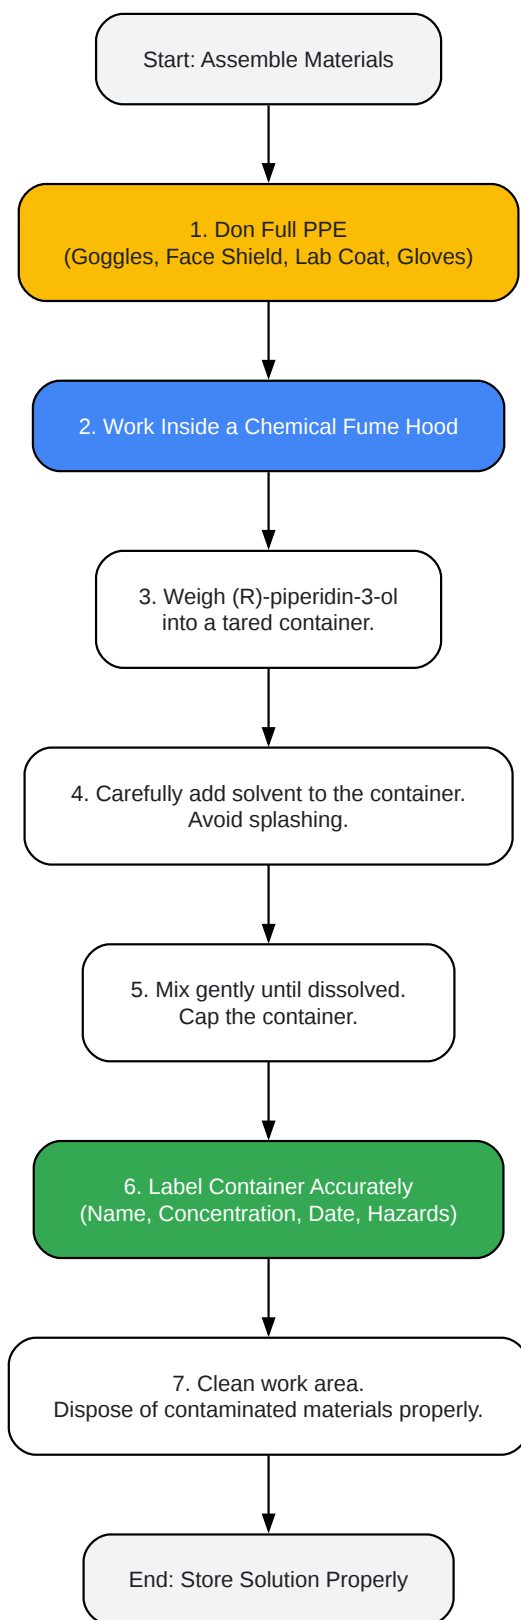 Start: Assemble Materials
1. Don Full PPE
(Goggles, Face Shield, Lab Coat, Gloves)
2. Work Inside a Chemical Fume Hood
3. Weigh (R)-piperidin-3-ol
into a tared container.
4. Carefully add solvent to the container.
Avoid splashing.
5. Mix gently until dissolved.
Cap the container.
6. Label Container Accurately
(Name, Concentration, Date, Hazards)
7. Clean work area.
Dispose of contaminated materials properly.
End: Store Solution Properly